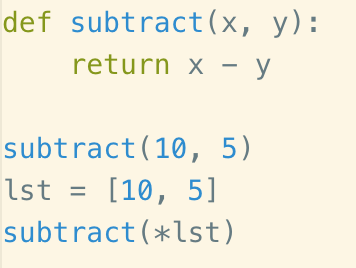 def subtract(x, y):
    return x - y

subtract(10, 5)
lst = [10, 5]
subtract(*lst)